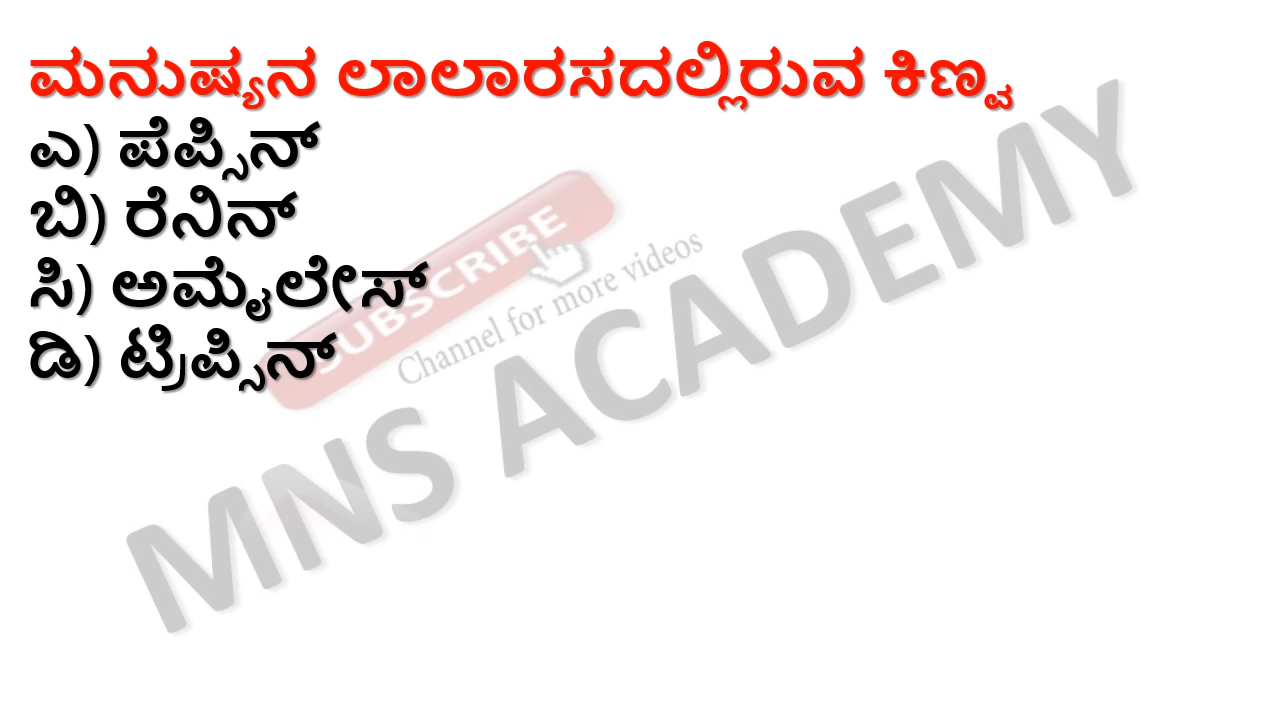 ಮನುಷ್ಯನ ಲಾಲಾರಸದಲ್ಲಿರುವ ಕಿಣ್ವ
ಎ) ಪೆಪ್ಸಿನ್
ಬಿ) ರೆನಿನ್
ಸಿ) ಅಮೈಲೇಸ್
ಡಿ) ಟ್ರಿಪ್ಸಿನ್
SUBSCRIBE
Channel for more videos
MNS ACADEMY